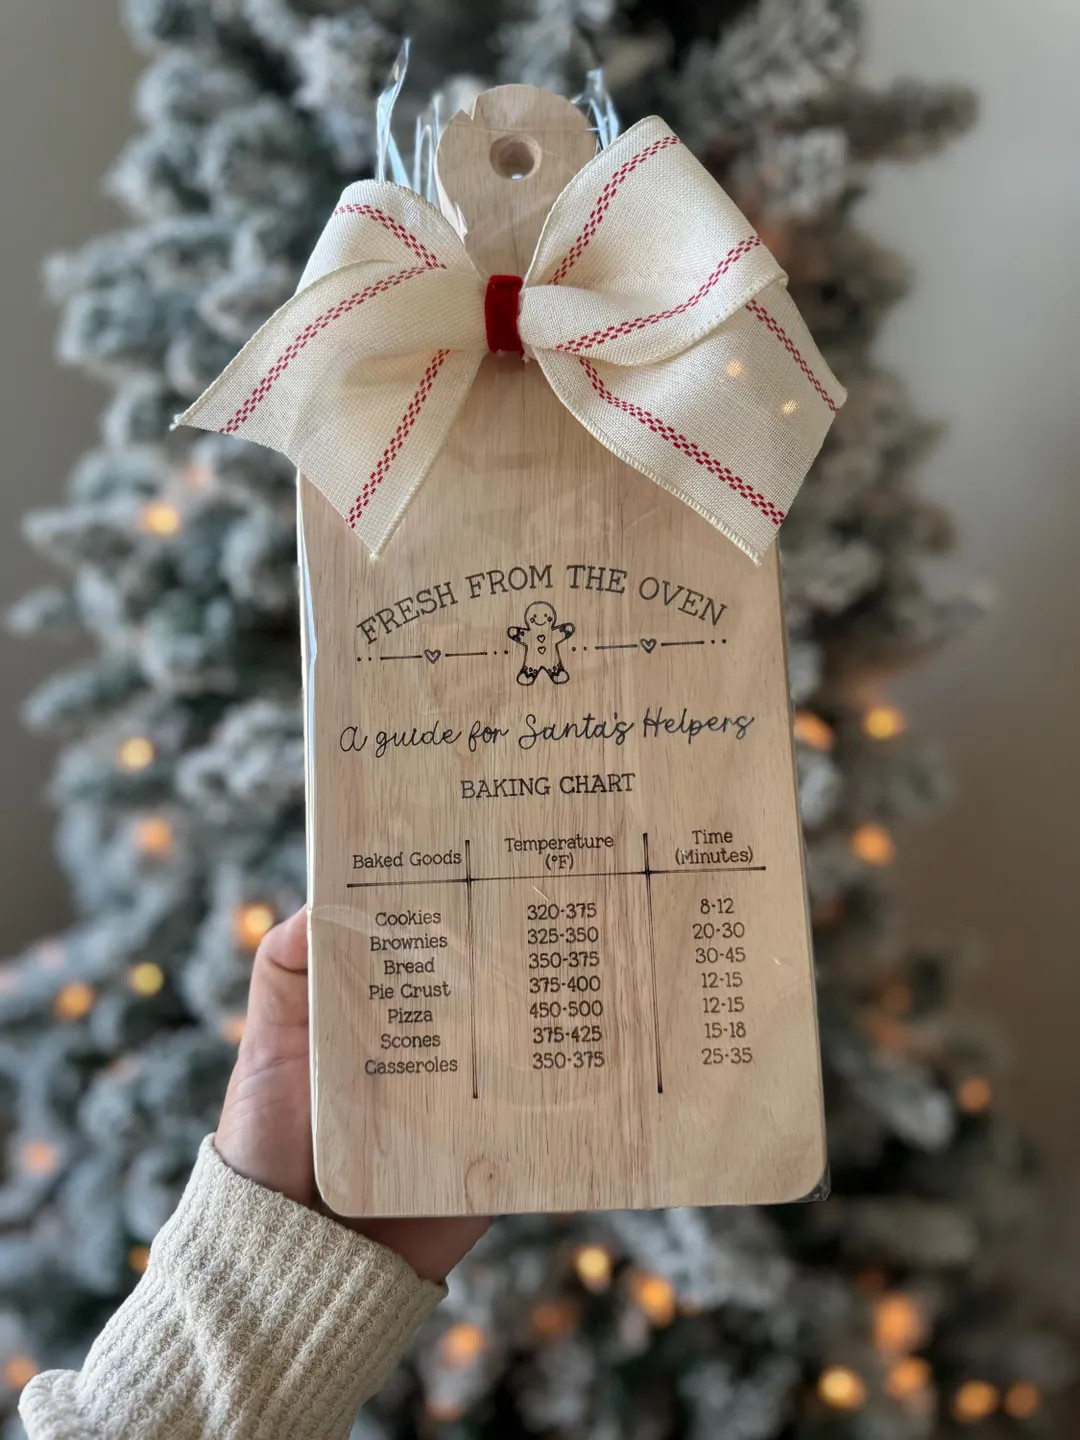 FRESH FROM THE OVEN
A guide for Santa's Helpers
BAKING CHART
Baked Goods Temperature (°F) Time (Minutes)
Cookies 320-375 8-12
Brownies 325-350 20-30
Bread 350-375 30-45
Pie Crust 375-400 12-15
Pizza 450-500 12-15
Scones 375-425 15-18
Casseroles 350-375 25-35